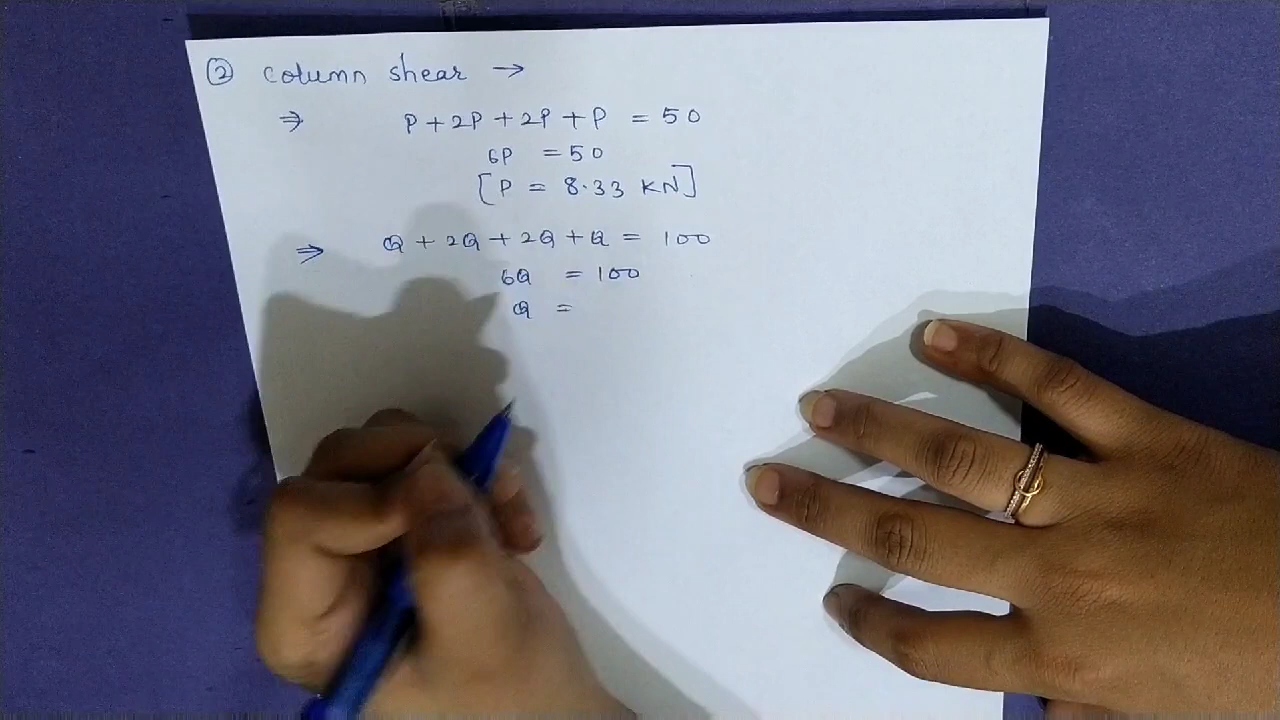 ② column shear →
⇒ P + 2P + 2P + P = 50
6P = 50
[P = 8.33 KN]
⇒ Q + 2Q + 2Q + Q = 100
6Q = 100
Q =